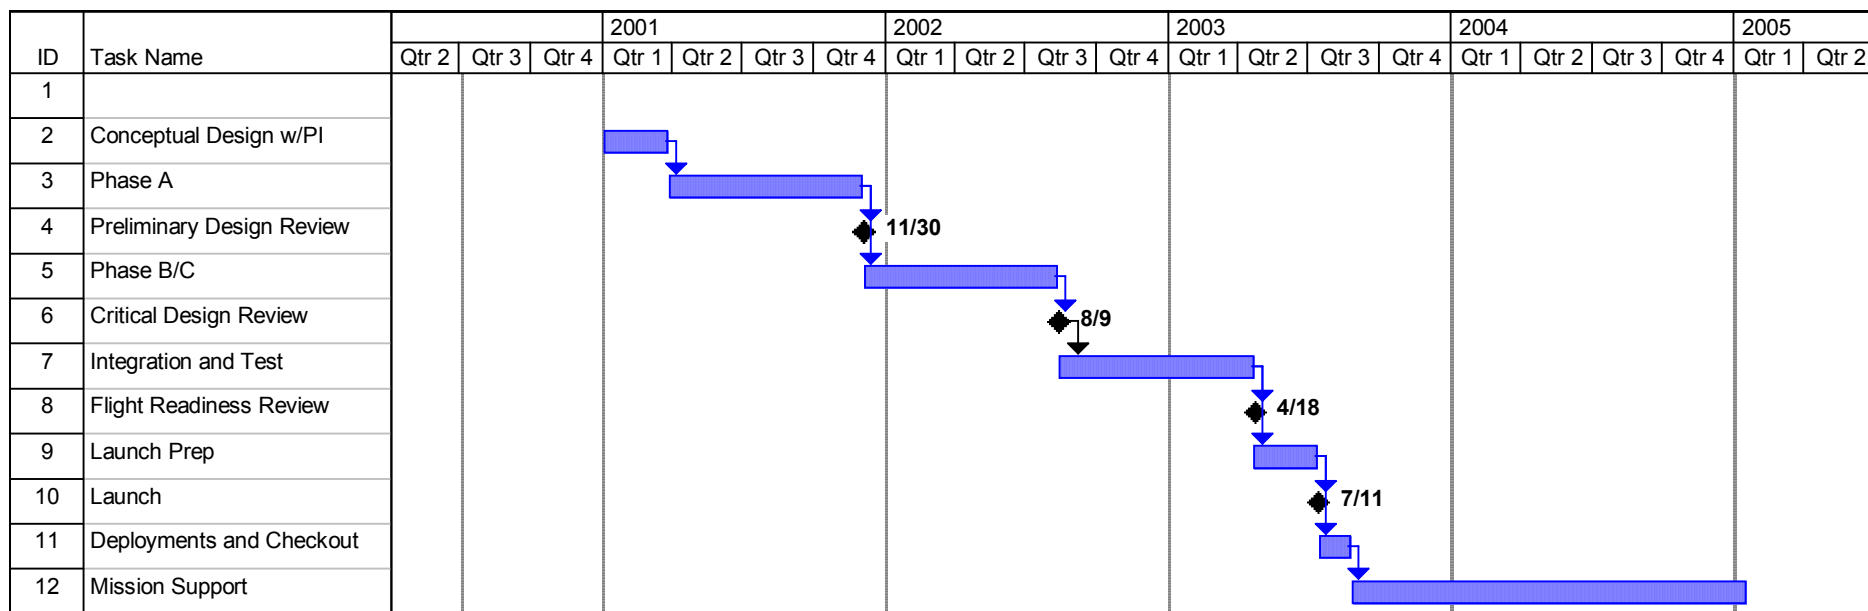 2001 2002 2003 2004 2005
ID Task Name Qtr 2 Qtr 3 Qtr 4 Qtr 1 Qtr 2 Qtr 3 Qtr 4 Qtr 1 Qtr 2 Qtr 3 Qtr 4 Qtr 1 Qtr 2 Qtr 3 Qtr 4 Qtr 1 Qtr 2 Qtr 3 Qtr 4 Qtr 1 Qtr 2
1
2 Conceptual Design w/PI
3 Phase A
4 Preliminary Design Review 11/30
5 Phase B/C
6 Critical Design Review 8/9
7 Integration and Test
8 Flight Readiness Review 4/18
9 Launch Prep
10 Launch 7/11
11 Deployments and Checkout
12 Mission Support